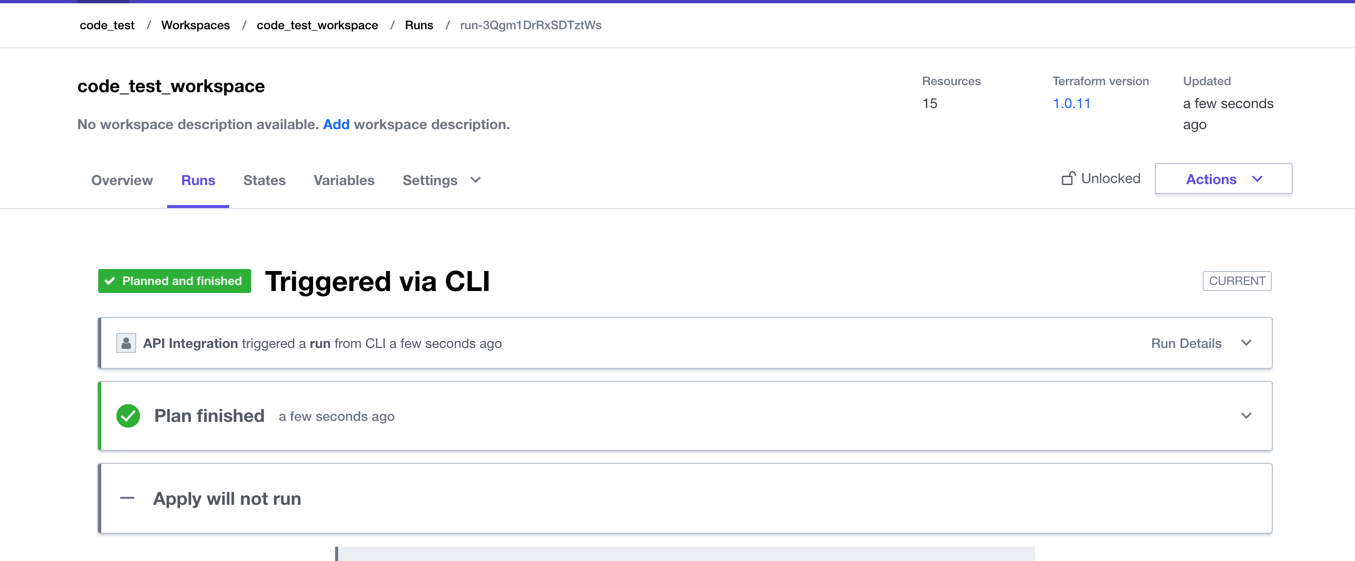 code_test / Workspaces / code_test_workspace / Runs / run-3Qgm1DrRxSDTztWs
code_test_workspace
No workspace description available. Add workspace description.
Resources
15
Terraform version
1.0.11
Updated
a few seconds
ago
Overview Runs States Variables Settings
Unlocked
Actions
Planned and finished
Triggered via CLI
CURRENT
API Integration triggered a run from CLI a few seconds ago
Run Details
Plan finished a few seconds ago
Apply will not run